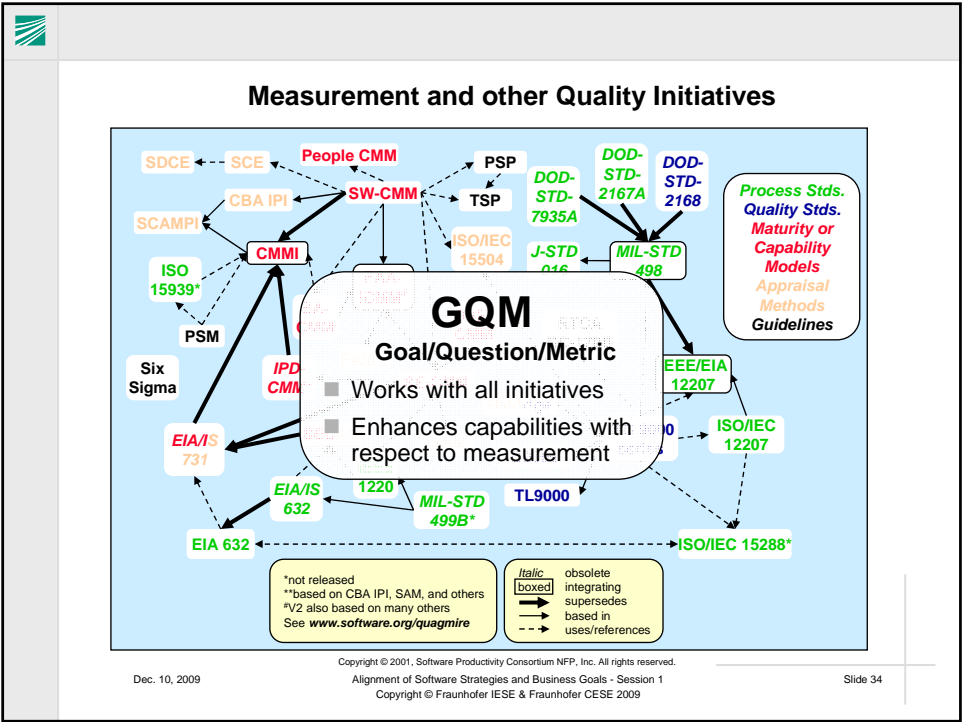 Measurement and other Quality Initiatives
SDCE
SCE
People CMM
PSP
DOD-
STD-
7935A
DOD-
STD-
2167A
DOD-
STD-
2168
CBA IPI
SW-CMM
TSP
SCAMPI
CMMI
ISO/IEC
15504
J-STD
016
MIL-STD
498
Process Stds.
Quality Stds.
Maturity or
Capability
Models
Appraisal
Methods
Guidelines
ISO
15939*
PSM
Six
Sigma
GQM
Goal/Question/Metric
Works with all initiatives
Enhances capabilities with
respect to measurement
EIA/IS
731
12207
ISO/IEC
12207
EIA/IS
632
1220
MIL-STD
499B*
TL9000
EIA 632
ISO/IEC 15288*
*not released
**based on CBA IPI, SAM, and others
#V2 also based on many others
See www.software.org/quagmire
Italic obsolete
boxed integrating
supersedes
based in
uses/references
Copyright © 2001, Software Productivity Consortium NFP, Inc. All rights reserved.
Dec. 10, 2009
Alignment of Software Strategies and Business Goals - Session 1
Slide 34
Copyright © Fraunhofer IESE & Fraunhofer CESE 2009